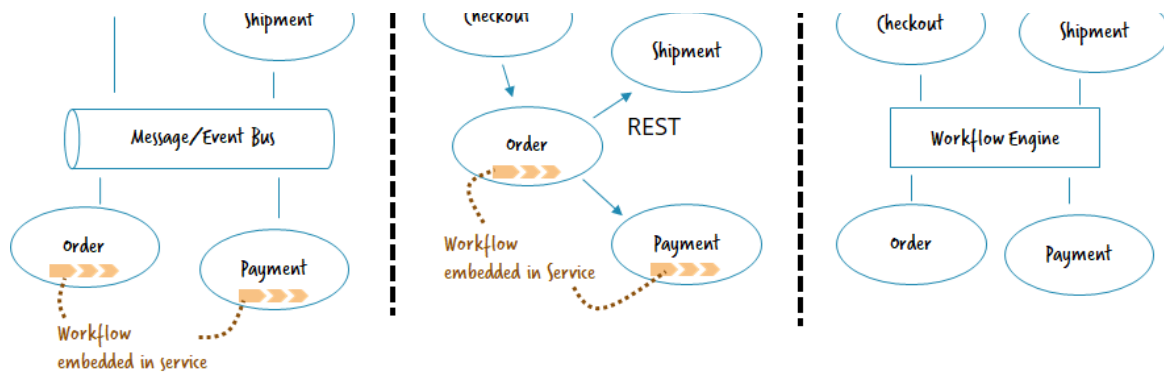 Shipment
Message/Event Bus
Order
Payment
Workflow
embedded in service
Checkout
Shipment
REST
Order
Workflow
embedded in Service
Payment
Checkout
Shipment
Workflow Engine
Order
Payment